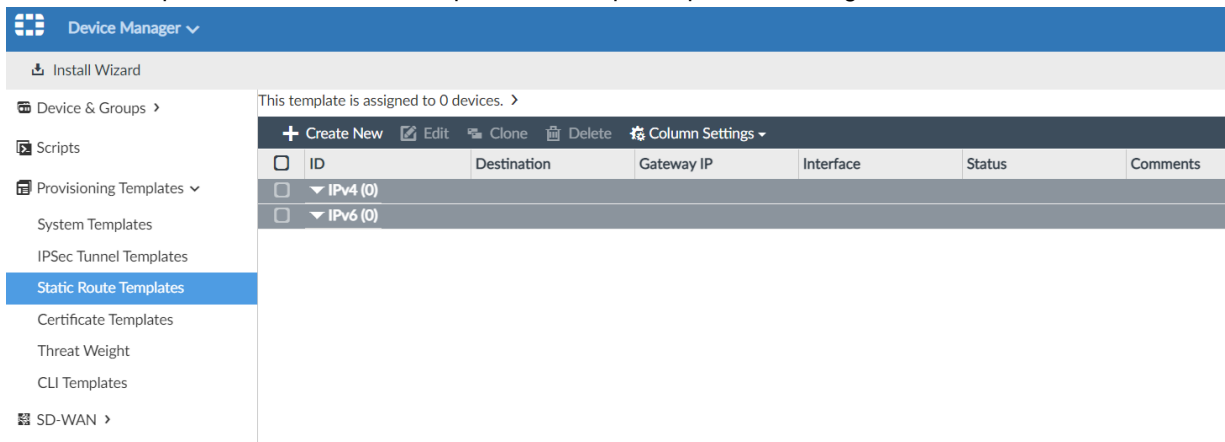 Device Manager
Install Wizard
Device & Groups
This template is assigned to 0 devices.
Create New Edit Clone Delete Column Settings
Scripts
ID Destination Gateway IP Interface Status Comments
Provisioning Templates
IPv4 (0)
IPv6 (0)
System Templates
IPSec Tunnel Templates
Static Route Templates
Certificate Templates
Threat Weight
CLI Templates
SD-WAN